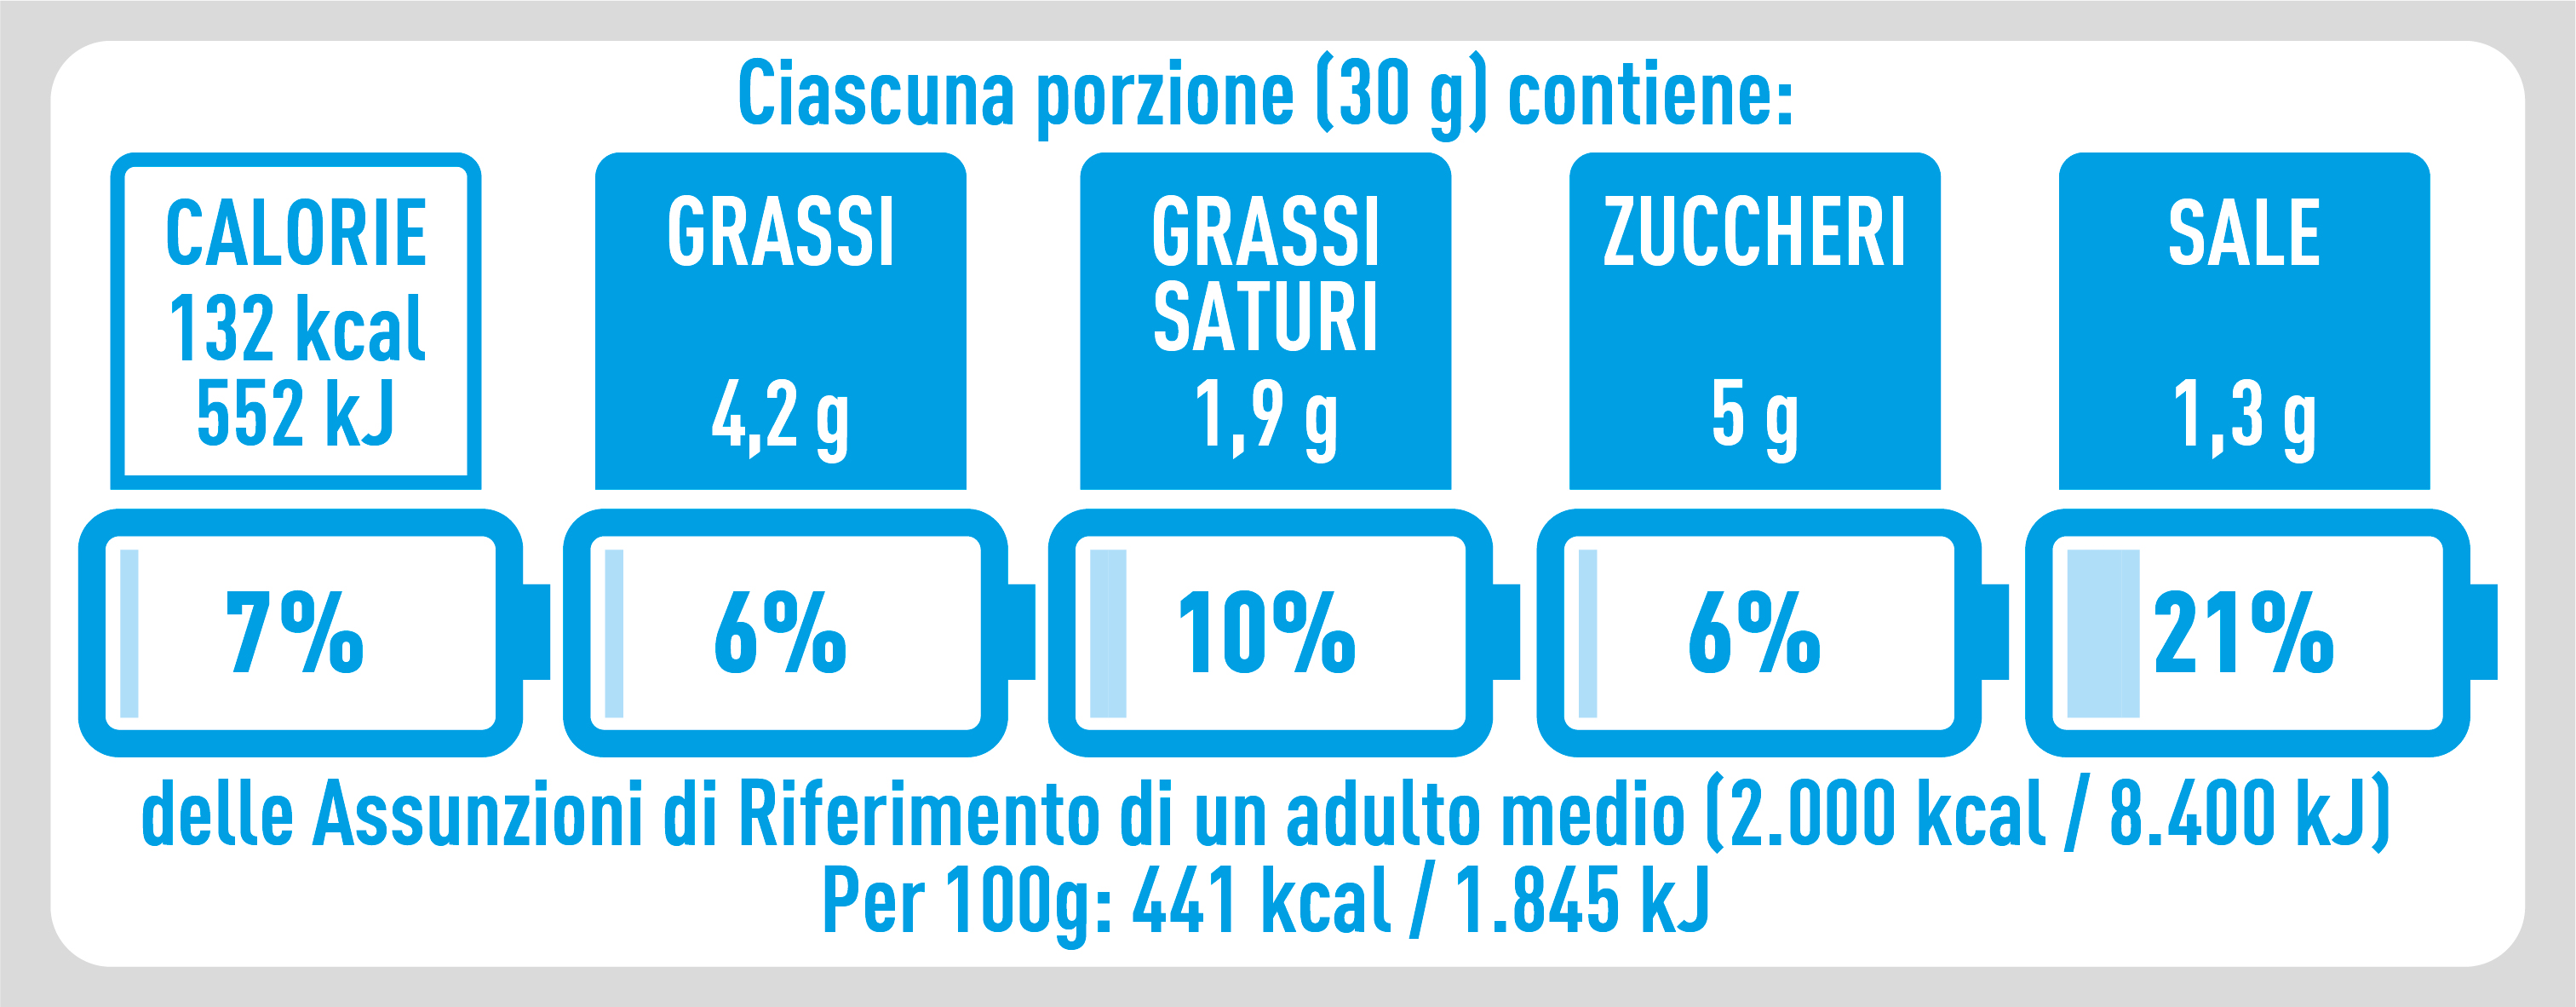 Ciascuna porzione (30 g) contiene:
CALORIE
132 kcal
552 kJ
7%
GRASSI
4,2 g
6%
GRASSI
SATURI
1,9 g
10%
ZUCCHERI
5 g
6%
SALE
1,3 g
21%
delle Assunzioni di Riferimento di un adulto medio (2.000 kcal / 8.400 kJ)
Per 100g: 441 kcal / 1.845 kJ